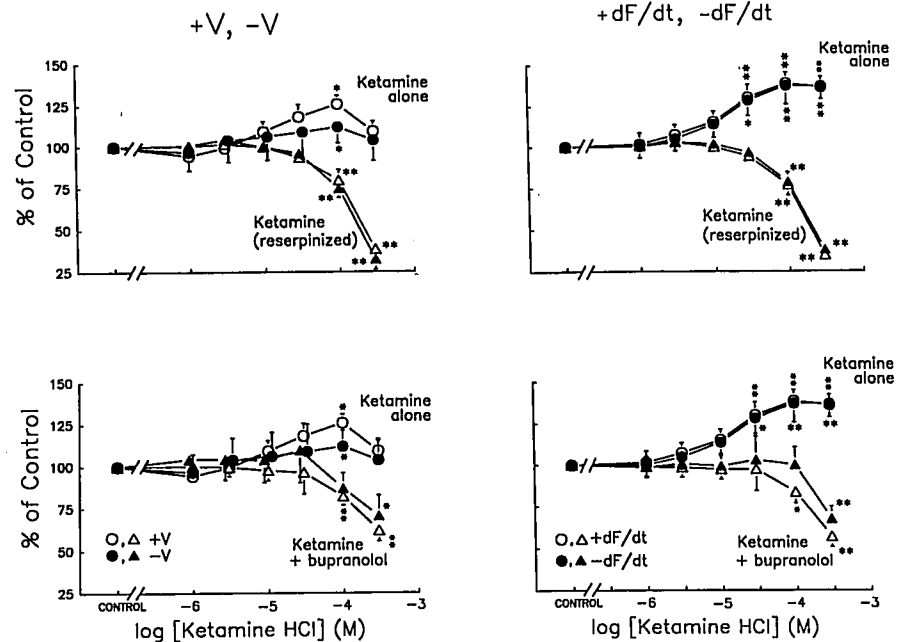 +V, −V
+dF/dt, −dF/dt
150
125
100
75
50
25
% of Control
Ketamine
alone
*
*
**
**
**
**
Ketamine
(reserpinized)
Ketamine
alone
**
**
**
*
**
**
**
**
**
**
Ketamine
(reserpinized)
150
125
100
75
50
25
% of Control
Ketamine
alone
*
*
*
**
**
Ketamine
+ bupranolol
○,△ +V
●,▲ −V
CONTROL
−6
−5
−4
−3
log [Ketamine HCl] (M)
Ketamine
alone
**
**
**
*
**
**
**
*
**
Ketamine
+ bupranolol
○,△ +dF/dt
●,▲ −dF/dt
CONTROL
−6
−5
−4
−3
log [Ketamine HCl] (M)